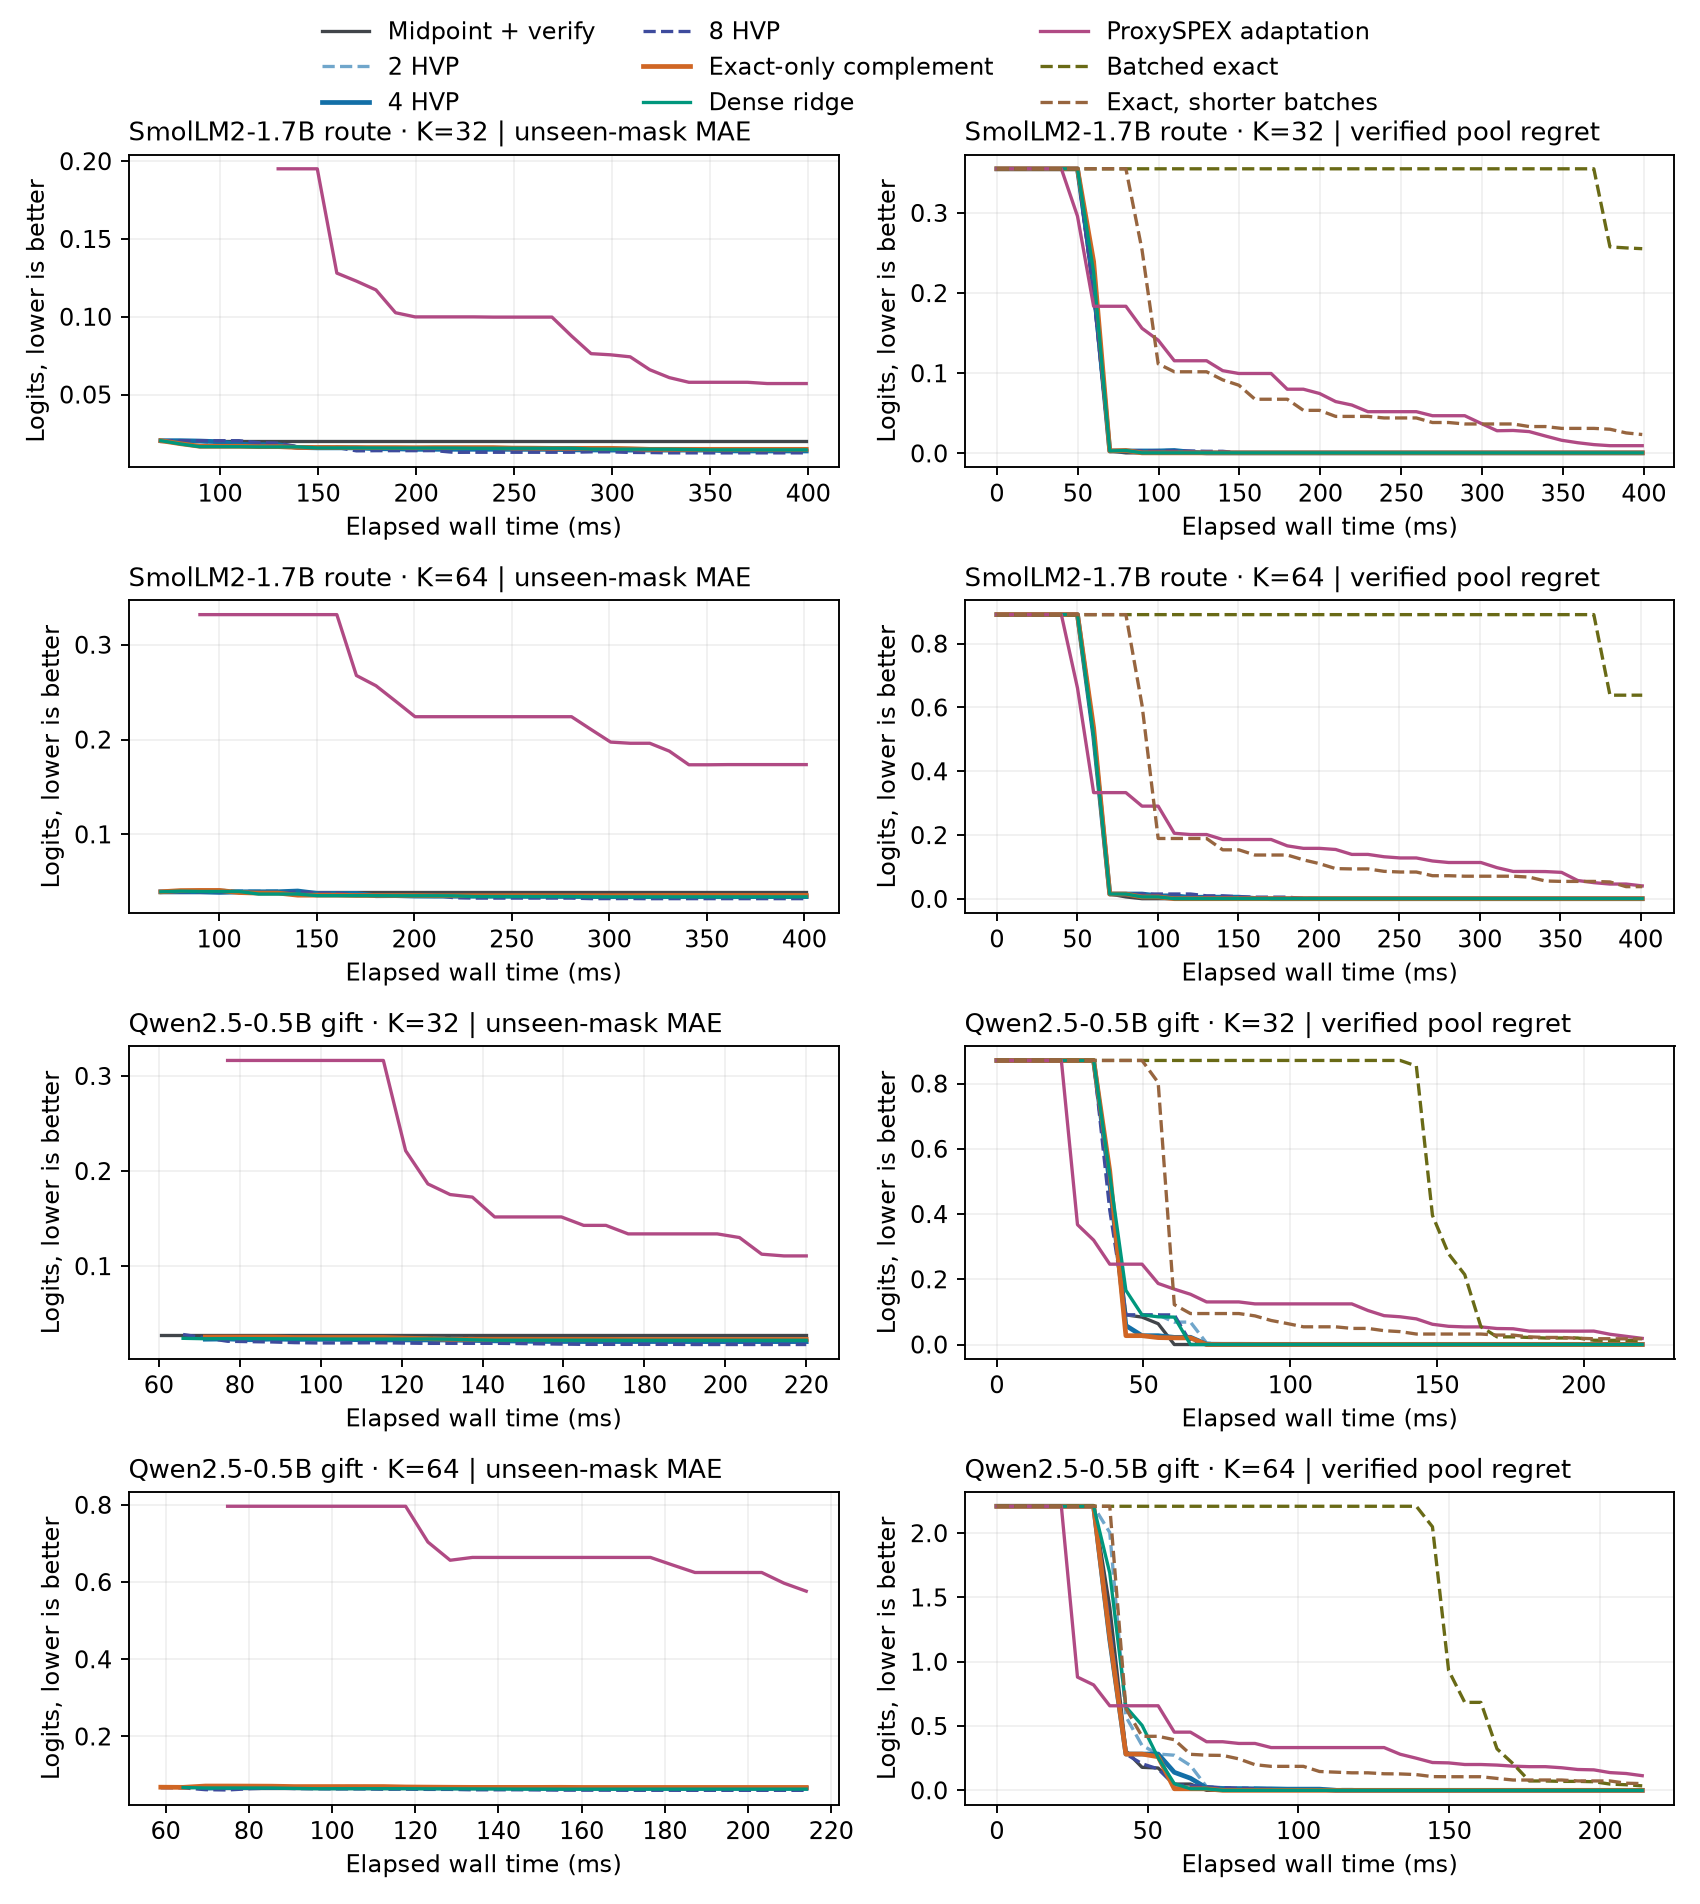 Midpoint + verify
2 HVP
4 HVP
8 HVP
Exact-only complement
Dense ridge
ProxySPEX adaptation
Batched exact
Exact, shorter batches
SmolLM2-1.7B route · K=32 | unseen-mask MAE
Logits, lower is better
0.20
0.15
0.10
0.05
100 150 200 250 300 350 400
Elapsed wall time (ms)
SmolLM2-1.7B route · K=32 | verified pool regret
Logits, lower is better
0.3
0.2
0.1
0.0
0 50 100 150 200 250 300 350 400
Elapsed wall time (ms)
SmolLM2-1.7B route · K=64 | unseen-mask MAE
Logits, lower is better
0.3
0.2
0.1
100 150 200 250 300 350 400
Elapsed wall time (ms)
SmolLM2-1.7B route · K=64 | verified pool regret
Logits, lower is better
0.8
0.6
0.4
0.2
0.0
0 50 100 150 200 250 300 350 400
Elapsed wall time (ms)
Qwen2.5-0.5B gift · K=32 | unseen-mask MAE
Logits, lower is better
0.3
0.2
0.1
60 80 100 120 140 160 180 200 220
Elapsed wall time (ms)
Qwen2.5-0.5B gift · K=32 | verified pool regret
Logits, lower is better
0.8
0.6
0.4
0.2
0.0
0 50 100 150 200
Elapsed wall time (ms)
Qwen2.5-0.5B gift · K=64 | unseen-mask MAE
Logits, lower is better
0.8
0.6
0.4
0.2
60 80 100 120 140 160 180 200 220
Elapsed wall time (ms)
Qwen2.5-0.5B gift · K=64 | verified pool regret
Logits, lower is better
2.0
1.5
1.0
0.5
0.0
0 50 100 150 200
Elapsed wall time (ms)